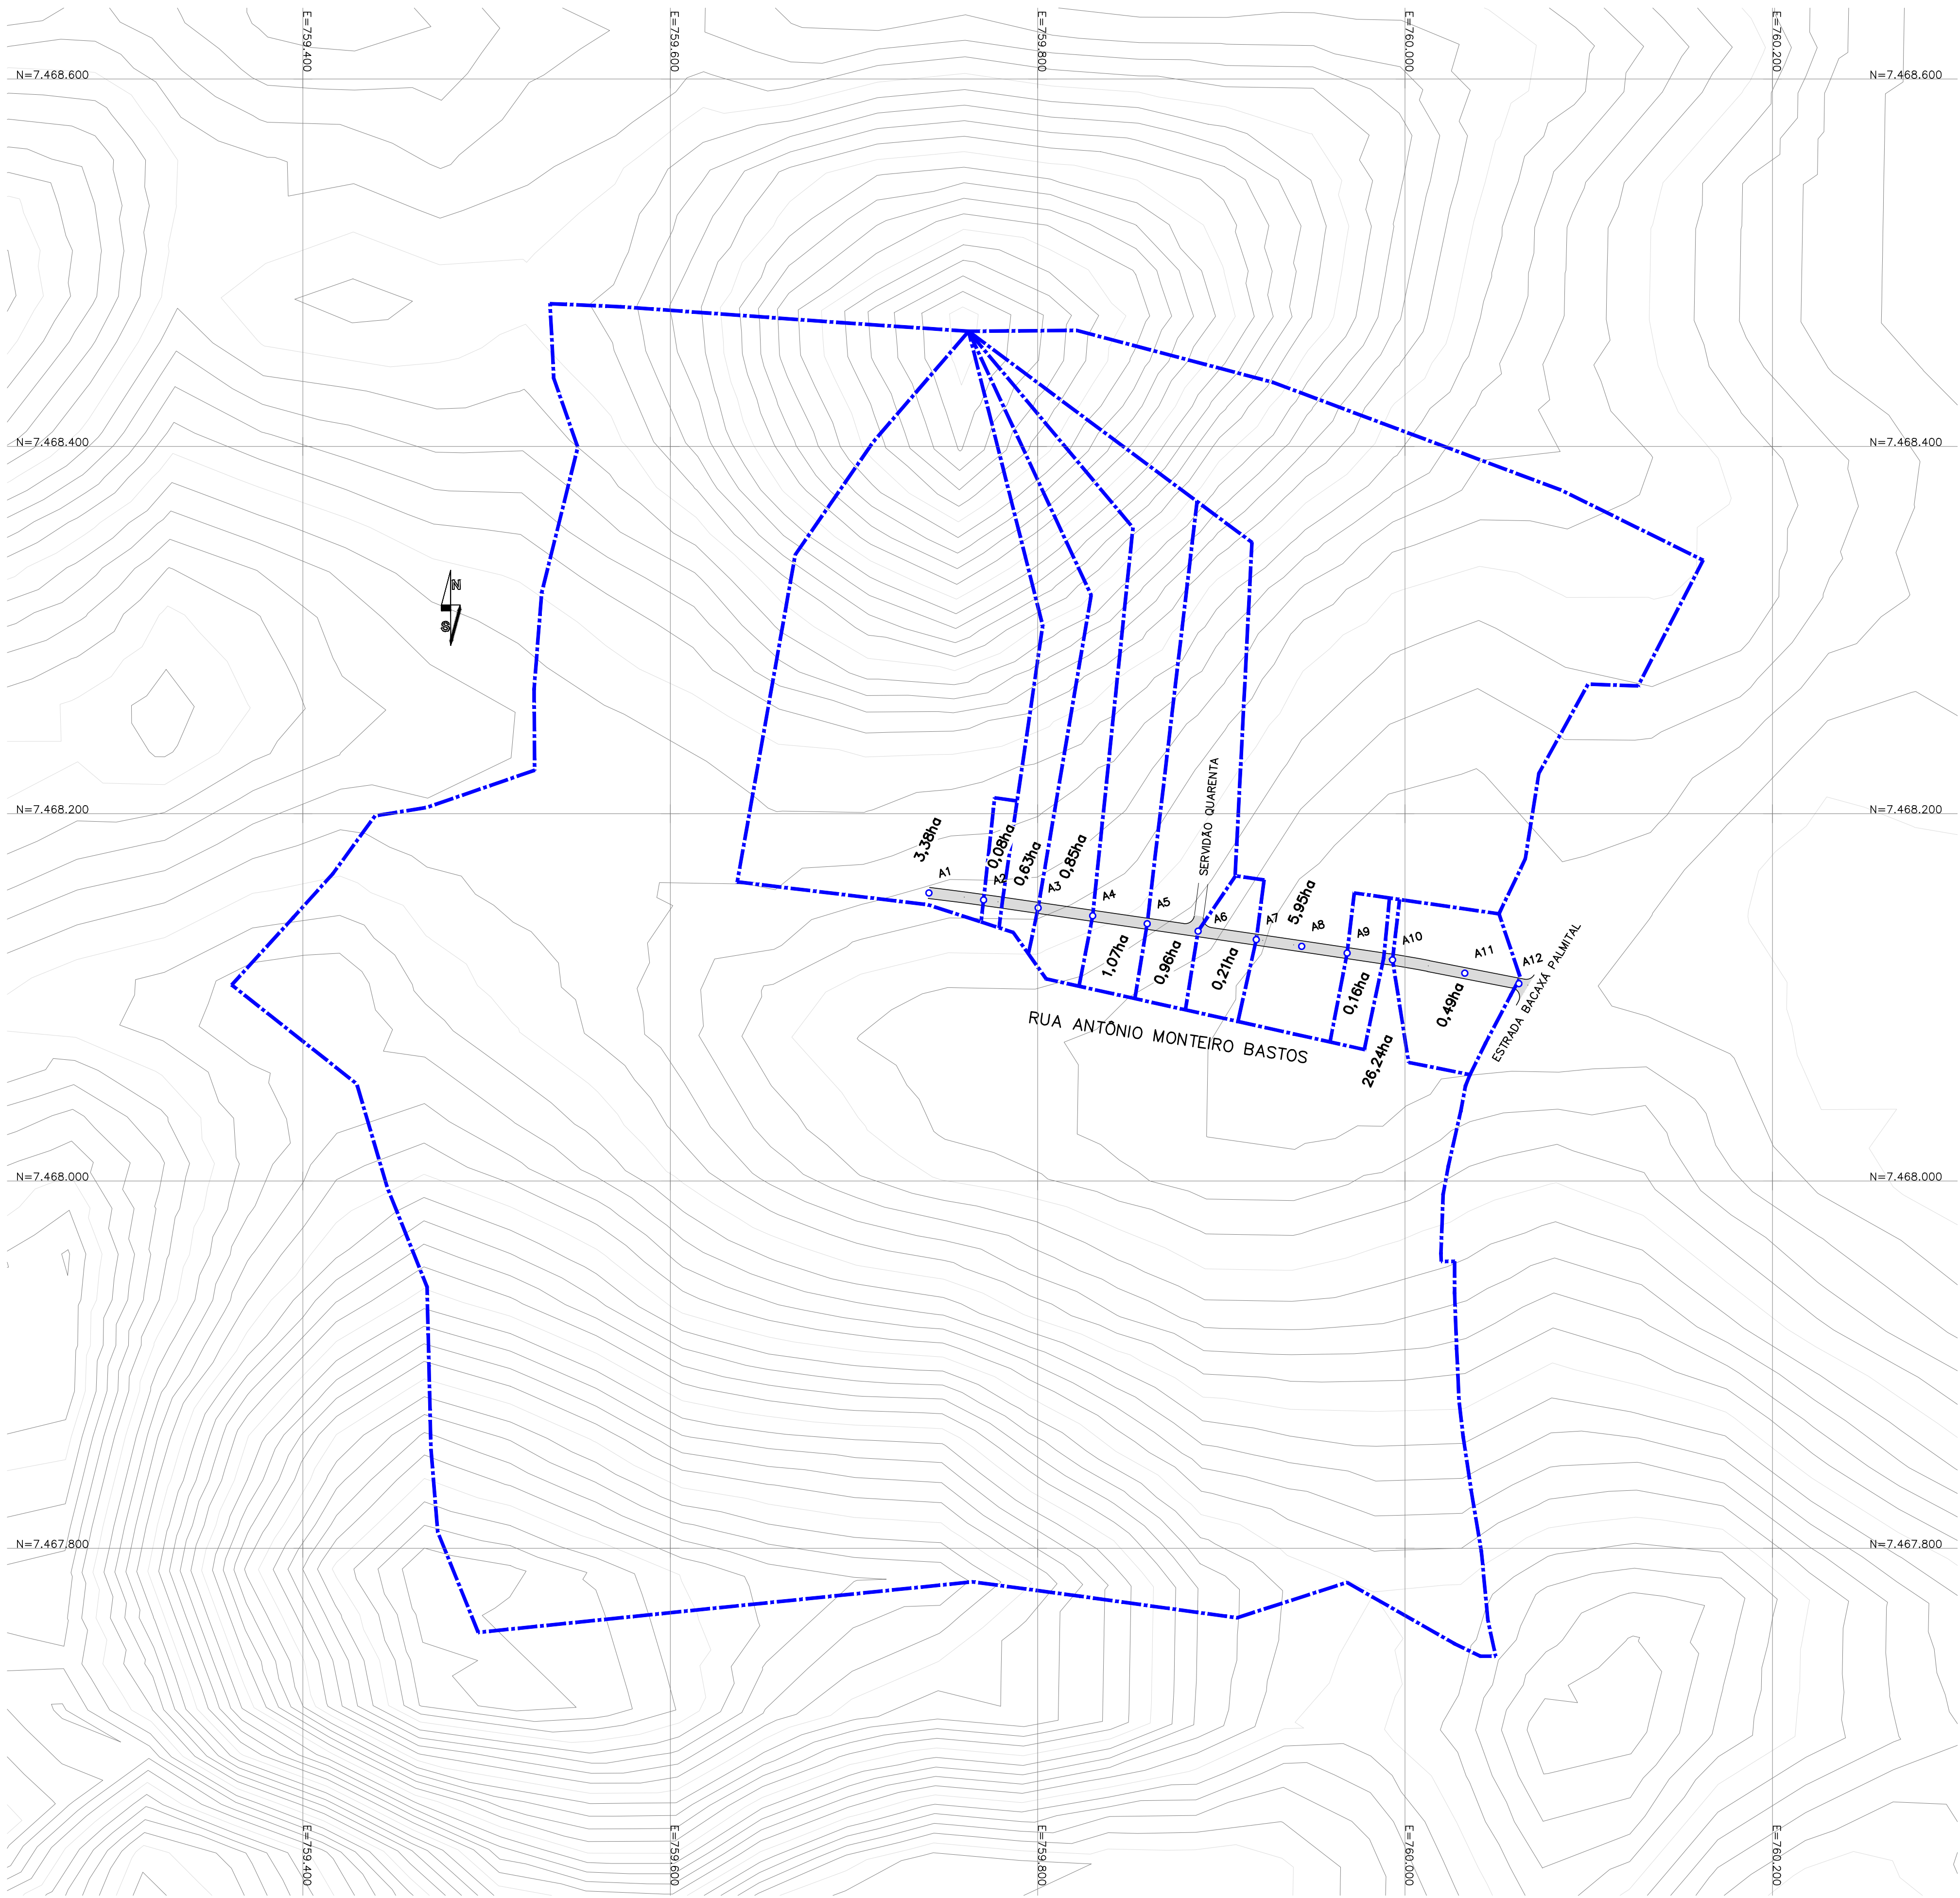 E=759.400
E=759.600
E=759.800
E=760.000
E=760.200
N=7.468.600
N=7.468.600
N=7.468.400
N=7.468.400
N
S
N=7.468.200
N=7.468.200
SERVIDÃO QUARENTA
3,38ha
0,08ha
0,63ha
0,85ha
A1
A2
A3
A4
A5
A6
A7
5,95ha
A8
A9
A10
A11
A12
1,07ha
0,96ha
0,21ha
0,16ha
0,49ha
26,24ha
ESTRADA BACAXÁ PALMITAL
RUA ANTÔNIO MONTEIRO BASTOS
N=7.468.000
N=7.468.000
N=7.467.800
N=7.467.800
E=759.400
E=759.600
E=759.800
E=760.000
E=760.200